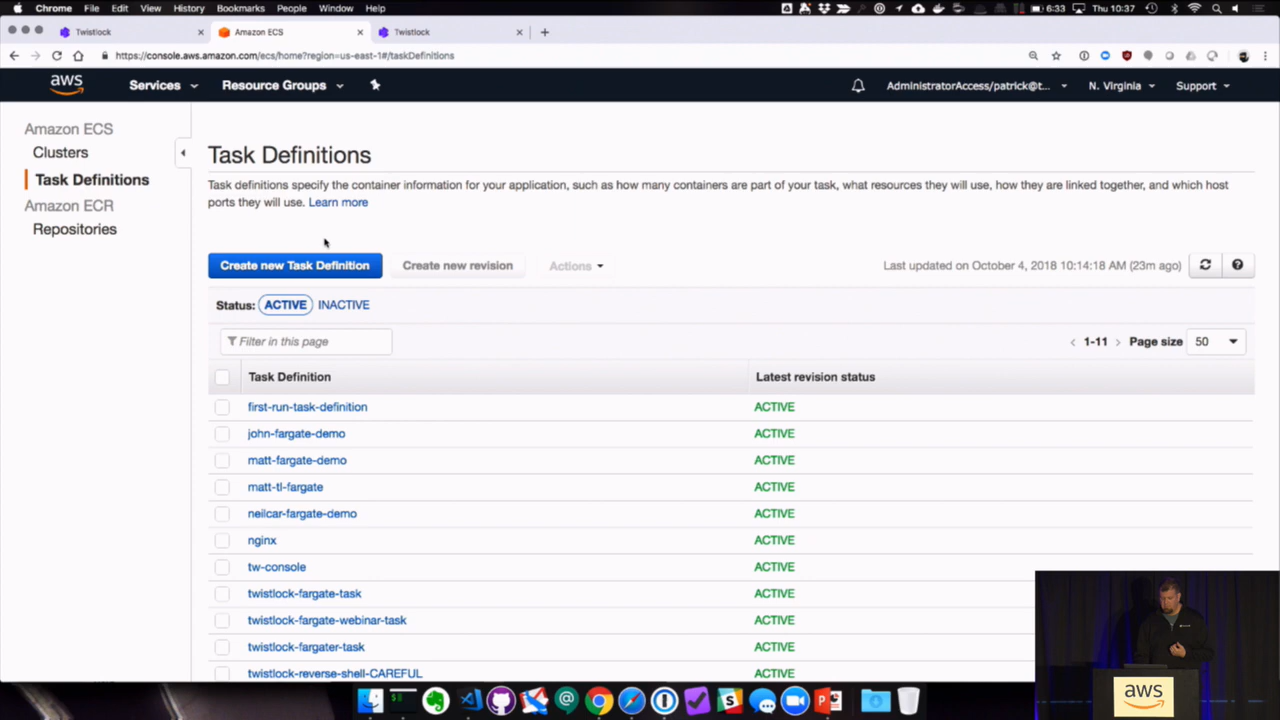 Chrome File Edit View History Bookmarks People Window Help 6:33 Thu 10:37
Twistlock Amazon ECS Twistlock
https://console.aws.amazon.com/ecs/home?region=us-east-1#/taskDefinitions
aws Services Resource Groups AdministratorAccess/patrick@t... N. Virginia Support
Amazon ECS
Clusters
Task Definitions
Amazon ECR
Repositories
Task Definitions
Task definitions specify the container information for your application, such as how many containers are part of your task, what resources they will use, how they are linked together, and which host
ports they will use. Learn more
Create new Task Definition Create new revision Actions Last updated on October 4, 2018 10:14:18 AM (23m ago)
Status: ACTIVE INACTIVE
Filter in this page 1-11 Page size 50
Task Definition Latest revision status
first-run-task-definition ACTIVE
john-fargate-demo ACTIVE
matt-fargate-demo ACTIVE
matt-tl-fargate ACTIVE
neilcar-fargate-demo ACTIVE
nginx ACTIVE
tw-console ACTIVE
twistlock-fargate-task ACTIVE
twistlock-fargate-webinar-task ACTIVE
twistlock-fargater-task ACTIVE
twistlock-reverse-shell-CAREFUL ACTIVE
aws